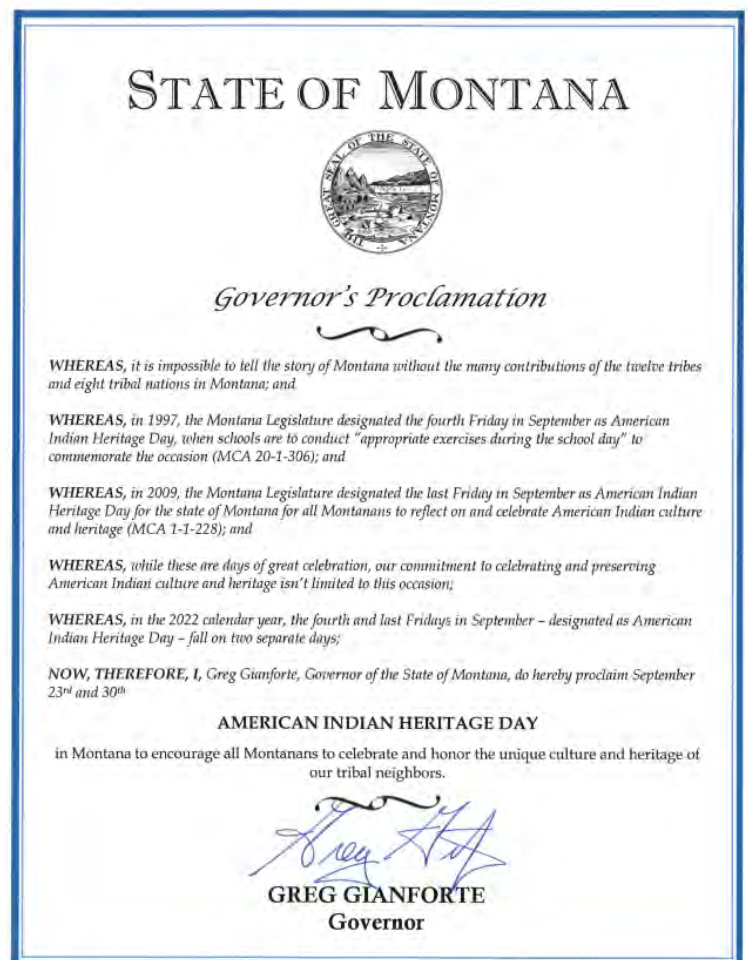 STATE OF MONTANA
THE GREAT SEAL OF THE STATE OF MONTANA
Governor's Proclamation
WHEREAS, it is impossible to tell the story of Montana without the many contributions of the twelve tribes
and eight tribal nations in Montana; and
WHEREAS, in 1997, the Montana Legislature designated the fourth Friday in September as American
Indian Heritage Day, when schools are to conduct "appropriate exercises during the school day" to
commemorate the occasion (MCA 20-1-306); and
WHEREAS, in 2009, the Montana Legislature designated the last Friday in September as American Indian
Heritage Day for the state of Montana for all Montanans to reflect on and celebrate American Indian culture
and heritage (MCA 1-1-228); and
WHEREAS, while these are days of great celebration, our commitment to celebrating and preserving
American Indian culture and heritage isn't limited to this occasion;
WHEREAS, in the 2022 calendar year, the fourth and last Fridays in September – designated as American
Indian Heritage Day – fall on two separate days;
NOW, THEREFORE, I, Greg Gianforte, Governor of the State of Montana, do hereby proclaim September
23rd and 30th
AMERICAN INDIAN HERITAGE DAY
in Montana to encourage all Montanans to celebrate and honor the unique culture and heritage of
our tribal neighbors.
GREG GIANFORTE
Governor